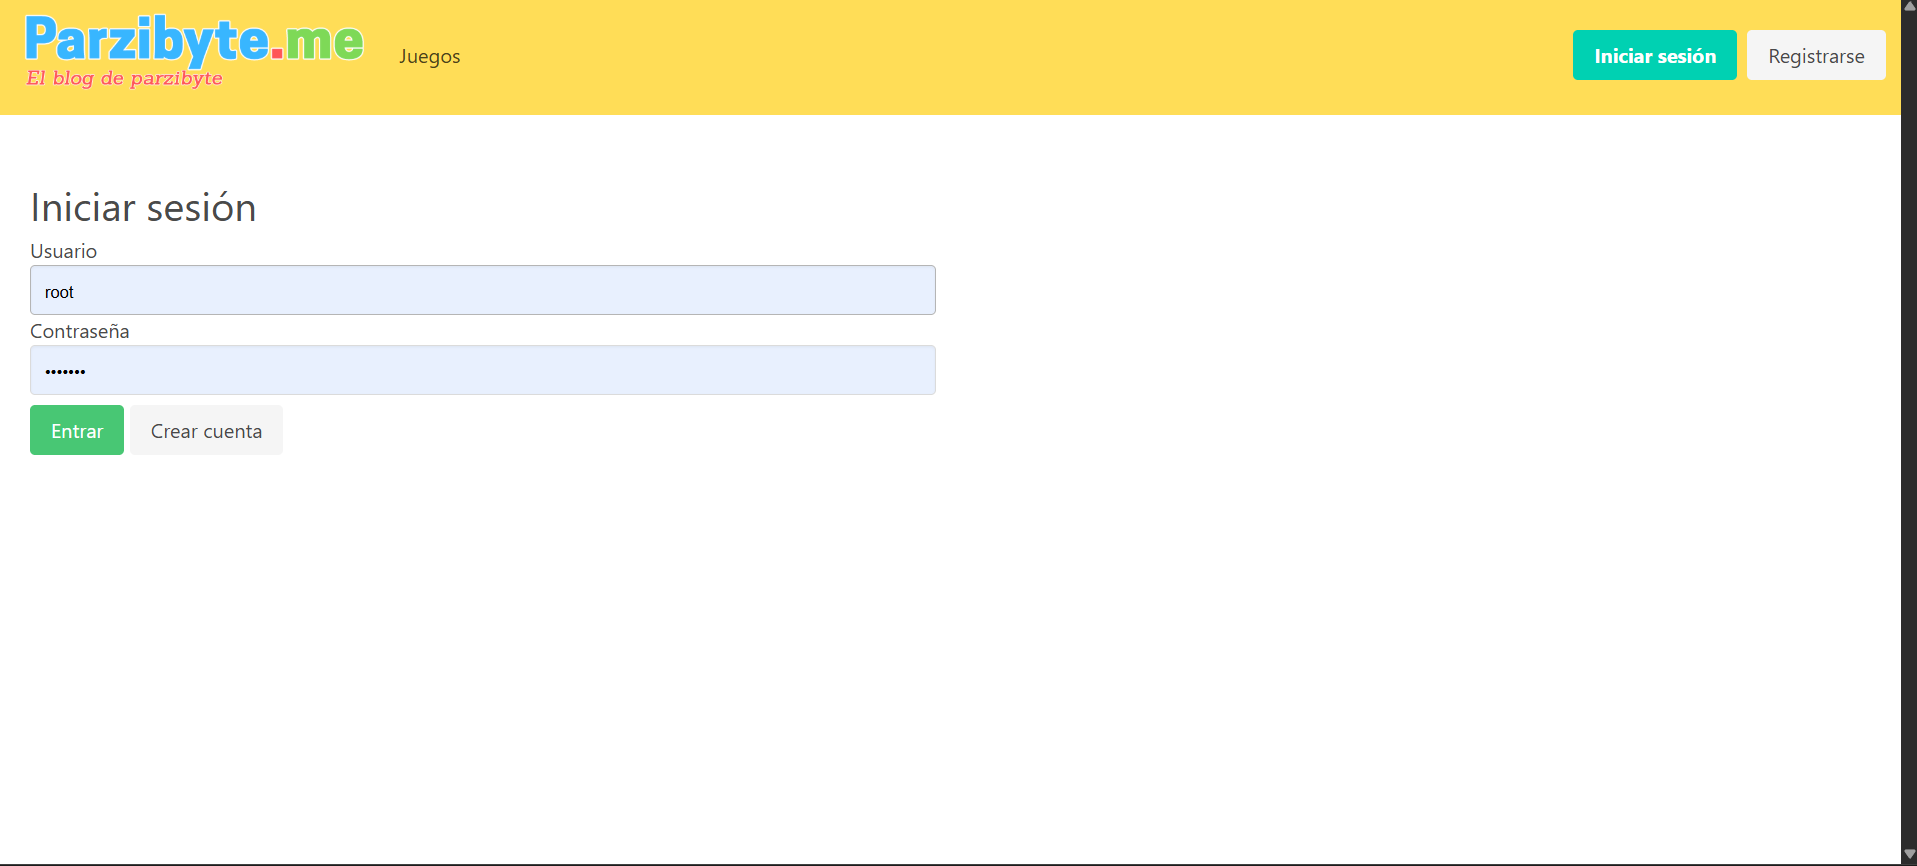 Parzibyte.me
El blog de parzibyte
Juegos
Iniciar sesión
Registrarse
Iniciar sesión
Usuario
root
Contraseña
•••••••
Entrar
Crear cuenta